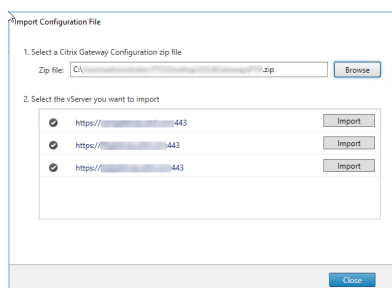 Import Configuration File
1. Select a Citrix Gateway Configuration zip file
Zip file: C:\ .zip Browse
2. Select the vServer you want to import
https:// 443 Import
https:// :443 Import
https:// :443 Import
Close